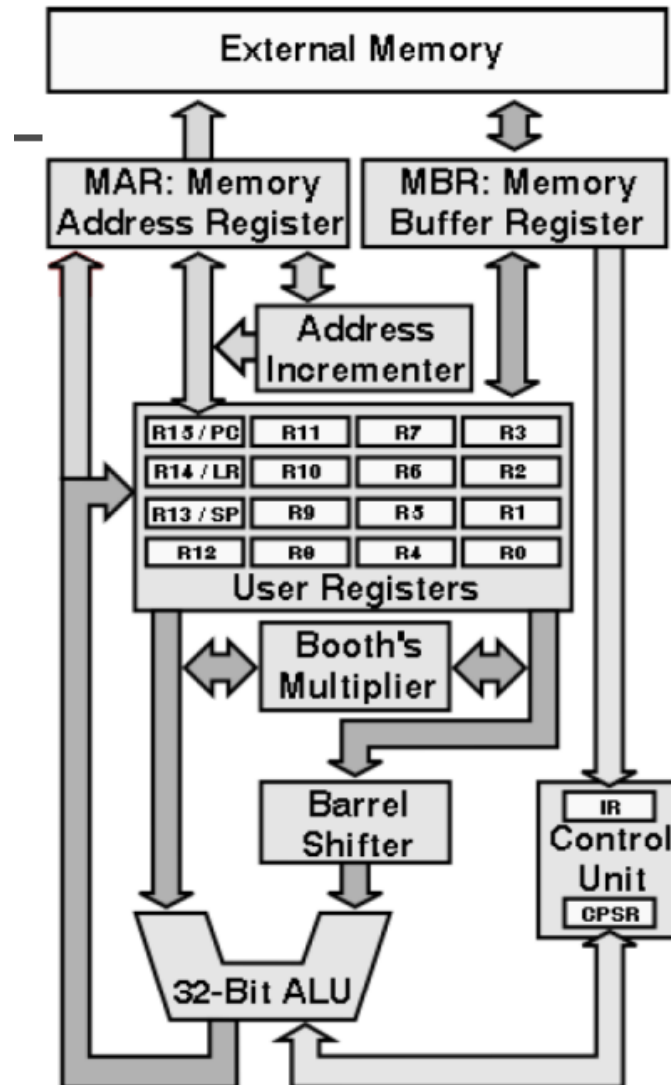 External Memory
MAR: Memory
Address Register
MBR: Memory
Buffer Register
Address
Incrementer
R15 / PC R11 R7 R3
R14 / LR R10 R6 R2
R13 / SP R9 R5 R1
R12 R8 R4 R0
User Registers
Booth's
Multiplier
Barrel
Shifter
IR
Control
Unit
CPSR
32-Bit ALU